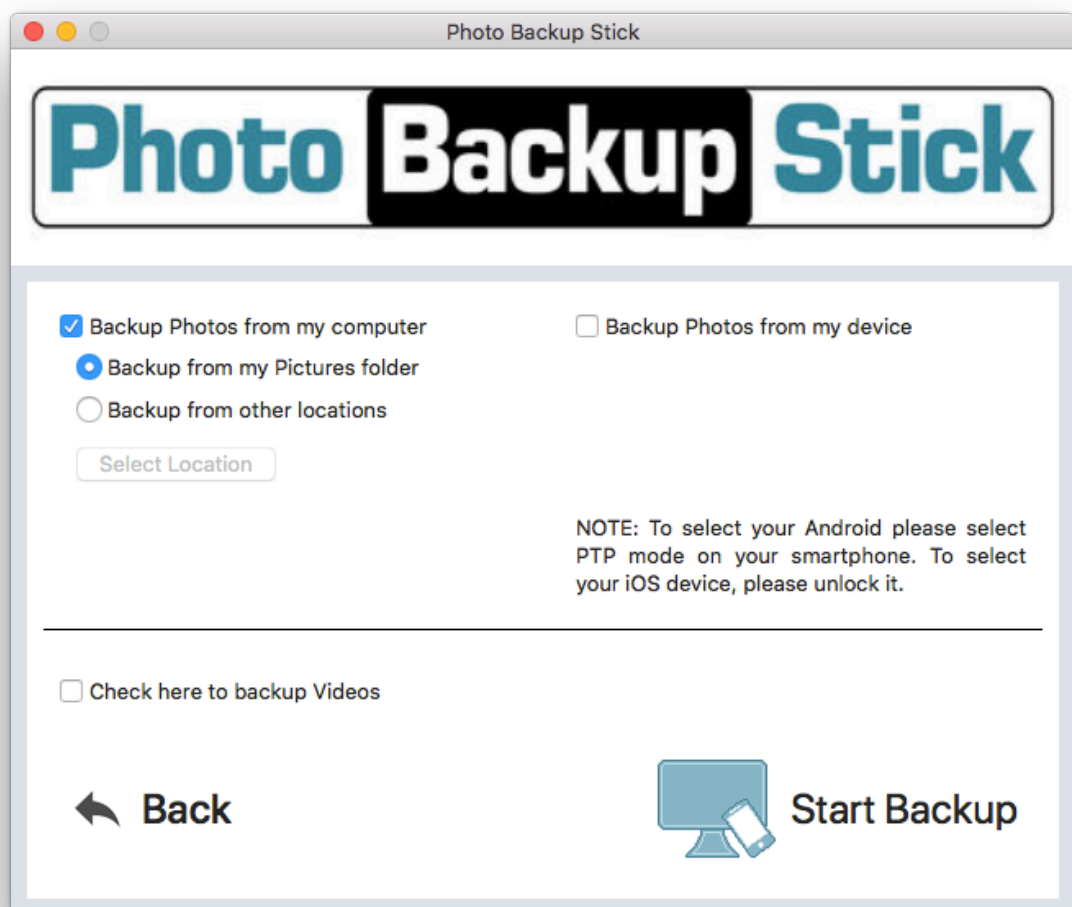 Photo Backup Stick
Photo Backup Stick
Backup Photos from my computer
Backup from my Pictures folder
Backup from other locations
Select Location
Backup Photos from my device
NOTE: To select your Android please select
PTP mode on your smartphone. To select
your iOS device, please unlock it.
Check here to backup Videos
Back
Start Backup